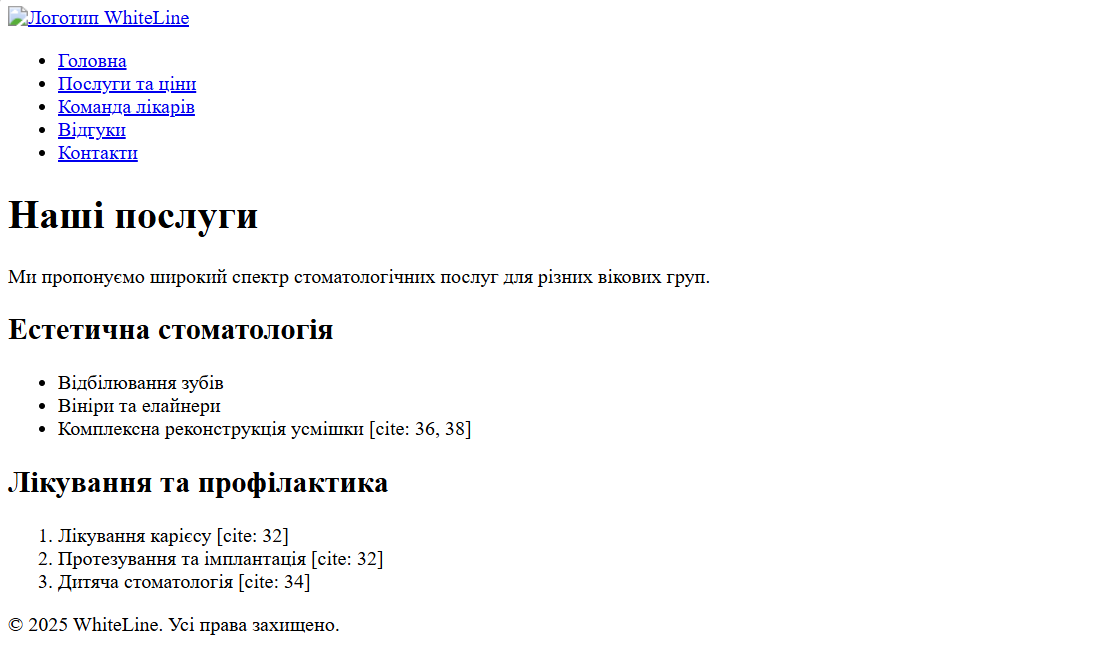 Логотип WhiteLine
Головна
Послуги та ціни
Команда лікарів
Відгуки
Контакти
Наші послуги
Ми пропонуємо широкий спектр стоматологічних послуг для різних вікових груп.
Естетична стоматологія
Відбілювання зубів
Вініри та елайнери
Комплексна реконструкція усмішки [cite: 36, 38]
Лікування та профілактика
1. Лікування карієсу [cite: 32]
2. Протезування та імплантація [cite: 32]
3. Дитяча стоматологія [cite: 34]
© 2025 WhiteLine. Усі права захищено.